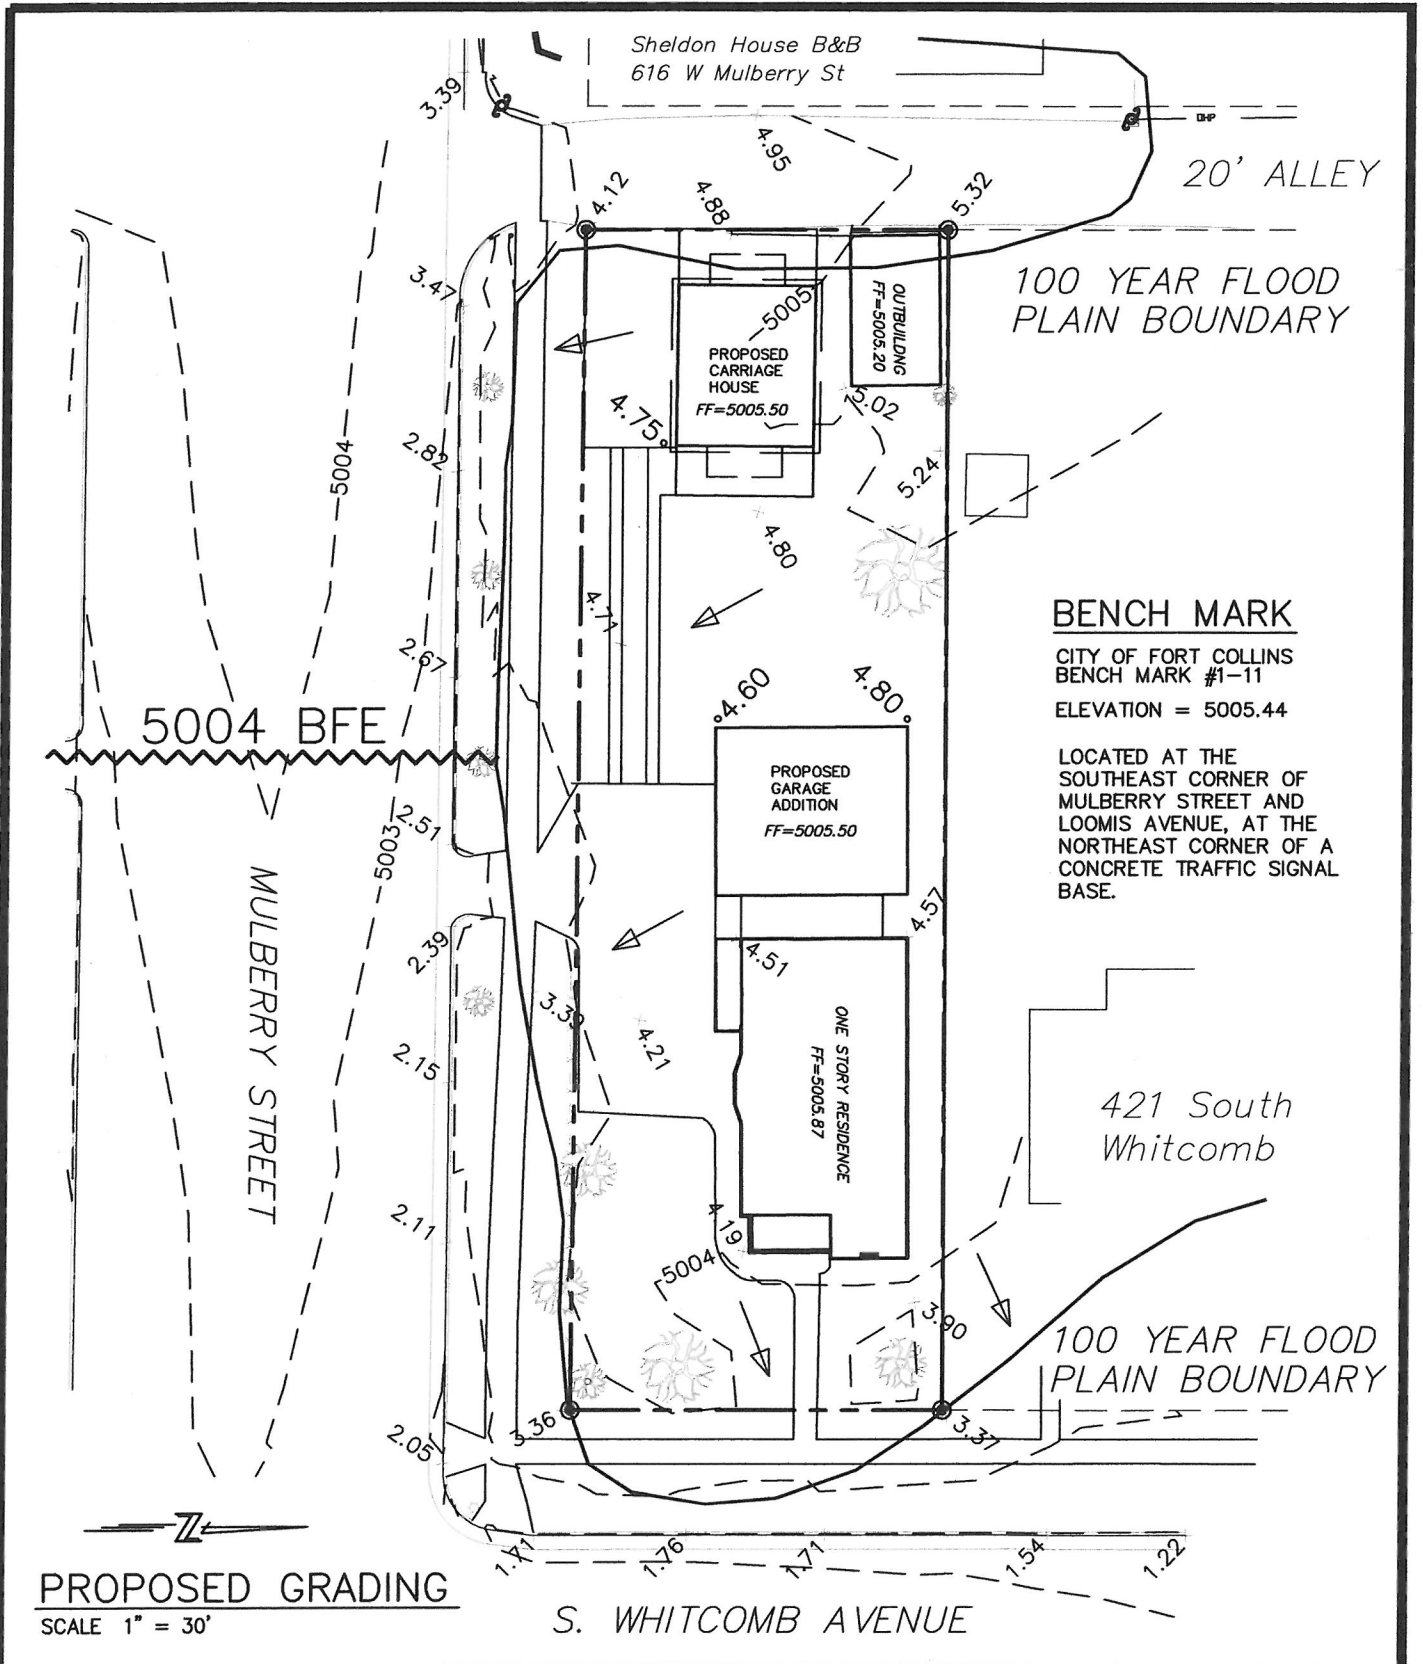 Sheldon House B&B
616 W Mulberry St
3.39
OHP
4.95
20' ALLEY
4.12
4.88
5.32
3.47
100 YEAR FLOOD
PLAIN BOUNDARY
5005
OUTBUILDNG
FF=5005.20
PROPOSED
CARRIAGE
HOUSE
FF=5005.50
4.75
5.02
2.82
5004
5.24
4.80
4.71
BENCH MARK
CITY OF FORT COLLINS
BENCH MARK #1-11
ELEVATION = 5005.44
LOCATED AT THE
SOUTHEAST CORNER OF
MULBERRY STREET AND
LOOMIS AVENUE, AT THE
NORTHEAST CORNER OF A
CONCRETE TRAFFIC SIGNAL
BASE.
2.67
4.60
4.80
5004 BFE
PROPOSED
GARAGE
ADDITION
FF=5005.50
2.51
5003
MULBERRY STREET
4.57
2.39
4.51
3.39
4.21
ONE STORY RESIDENCE
FF=5005.87
2.15
421 South
Whitcomb
2.11
4.19
5004
3.90
100 YEAR FLOOD
PLAIN BOUNDARY
2.05
3.36
3.37
Z
1.71
1.76
1.71
1.54
1.22
PROPOSED GRADING
SCALE 1" = 30'
S. WHITCOMB AVENUE